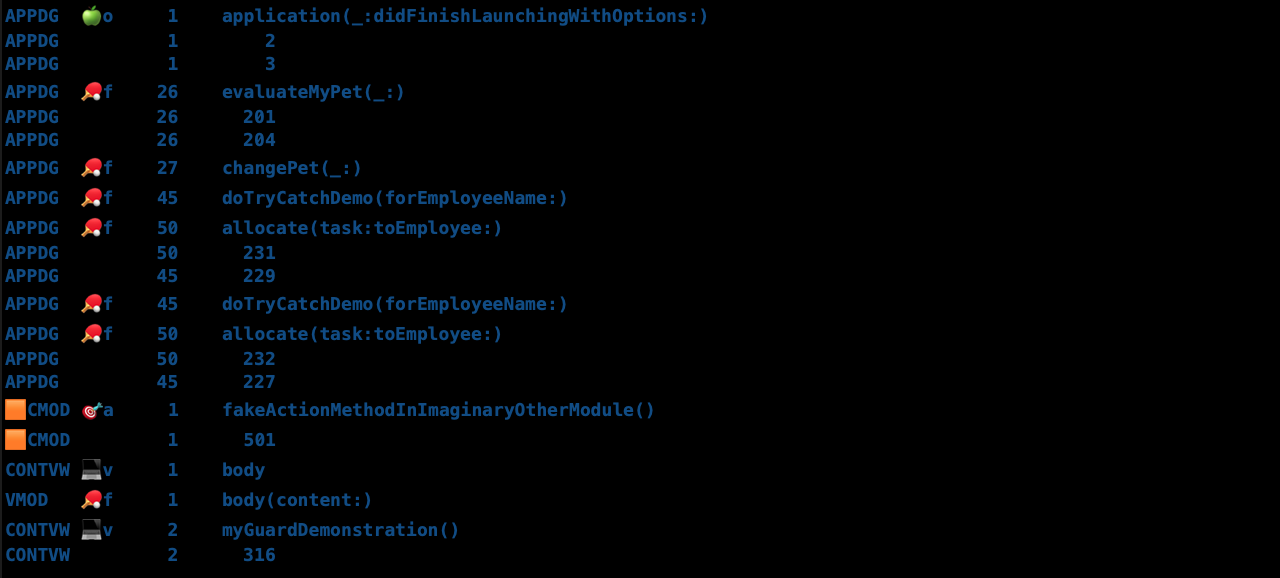 APPDG 🍏o 1 application(_:didFinishLaunchingWithOptions:)
APPDG 1 2
APPDG 1 3
APPDG 🏓f 26 evaluateMyPet(_:)
APPDG 26 201
APPDG 26 204
APPDG 🏓f 27 changePet(_:)
APPDG 🏓f 45 doTryCatchDemo(forEmployeeName:)
APPDG 🏓f 50 allocate(task:toEmployee:)
APPDG 50 231
APPDG 45 229
APPDG 🏓f 45 doTryCatchDemo(forEmployeeName:)
APPDG 🏓f 50 allocate(task:toEmployee:)
APPDG 50 232
APPDG 45 227
🟧CMOD 🎯a 1 fakeActionMethodInImaginaryOtherModule()
🟧CMOD 1 501
CONTVW 💻v 1 body
VMOD 🏓f 1 body(content:)
CONTVW 💻v 2 myGuardDemonstration()
CONTVW 2 316